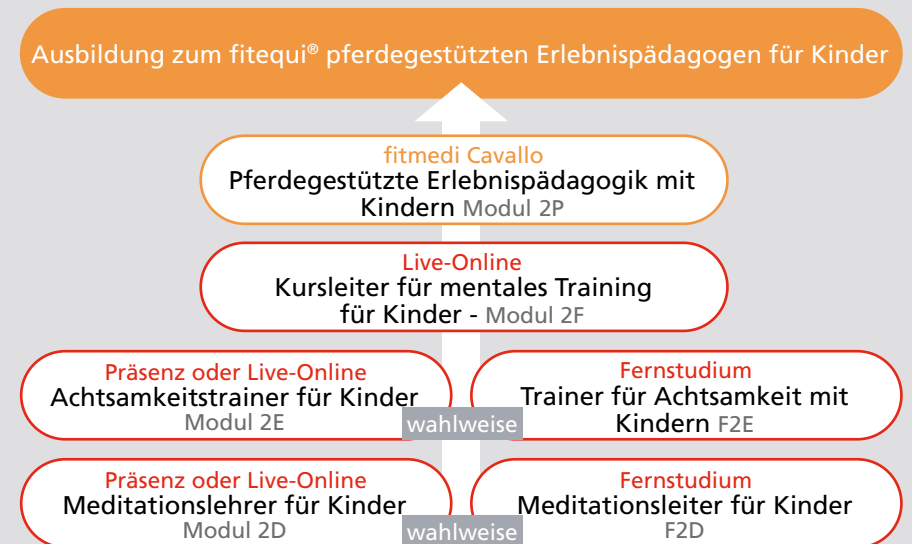 Ausbildung zum fitequi® pferdegestützten Erlebnispädagogen für Kinder
fitmedi Cavallo
Pferdegestützte Erlebnispädagogik mit
Kindern Modul 2P
Live-Online
Kursleiter für mentales Training
für Kinder - Modul 2F
Präsenz oder Live-Online
Achtsamkeitstrainer für Kinder
Modul 2E
wahlweise
Fernstudium
Trainer für Achtsamkeit mit
Kindern F2E
Präsenz oder Live-Online
Meditationslehrer für Kinder
Modul 2D
wahlweise
Fernstudium
Meditationsleiter für Kinder
F2D